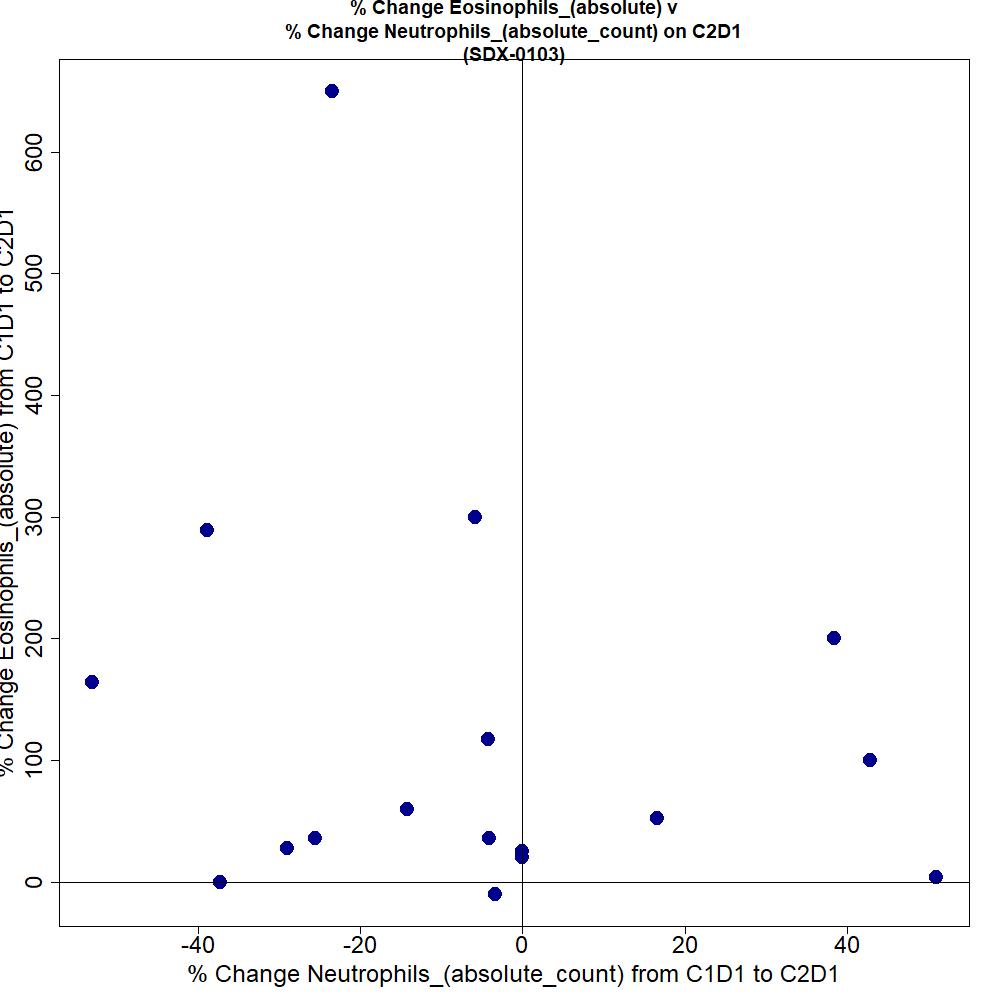 % Change Eosinophils_(absolute) v
% Change Neutrophils_(absolute_count) on C2D1
(SDX-0103)
% Change Eosinophils_(absolute) from C1D1 to C2D1
600
500
400
300
200
100
0
-40
-20
0
20
40
% Change Neutrophils_(absolute_count) from C1D1 to C2D1